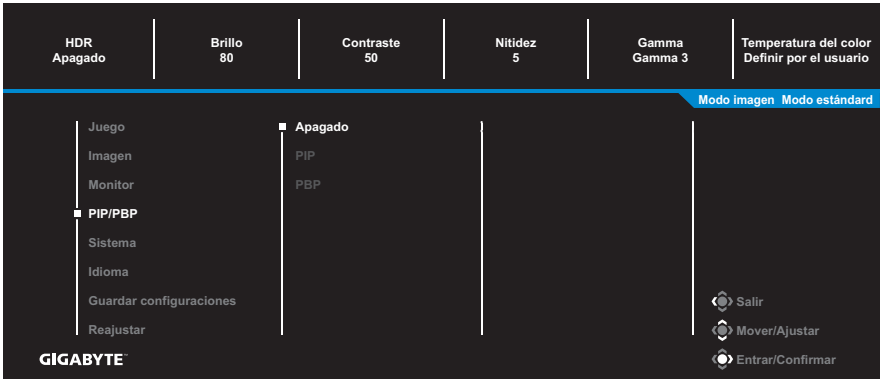 HDR Brillo Contraste Nitidez Gamma Temperatura del color
Apagado 80 50 5 Gamma 3 Definir por el usuario
Modo imagen Modo estándard
Juego Apagado
Imagen PIP
Monitor PBP
PIP/PBP
Sistema
Idioma
Guardar configuraciones Salir
Reajustar Mover/Ajustar
GIGABYTE™ Entrar/Confirmar